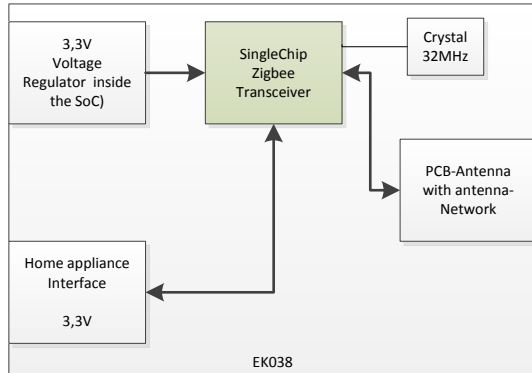 3,3V
Voltage
Regulator inside
the SoC)
SingleChip
Zigbee
Transceiver
Crystal
32MHz
PCB-Antenna
with antenna-
Network
Home appliance
Interface
3,3V
EK038